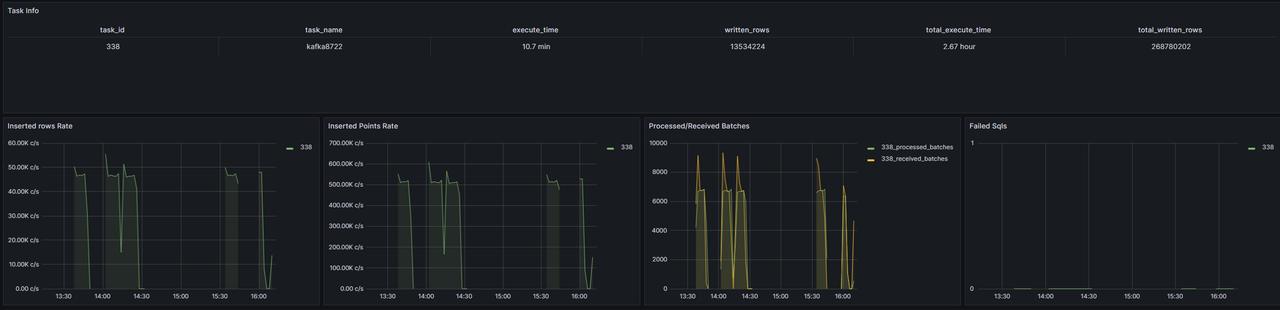 Task Info
task_id task_name execute_time written_rows total_execute_time total_written_rows
338 kafka8722 10.7 min 13534224 2.67 hour 268780202
Inserted rows Rate
60.00K c/s
50.00K c/s
40.00K c/s
30.00K c/s
20.00K c/s
10.00K c/s
0.00 c/s
13:30 14:00 14:30 15:00 15:30 16:00
338
Inserted Points Rate
700.00K c/s
600.00K c/s
500.00K c/s
400.00K c/s
300.00K c/s
200.00K c/s
100.00K c/s
0.00 c/s
13:30 14:00 14:30 15:00 15:30 16:00
338
Processed/Received Batches
10000
8000
6000
4000
2000
0
13:30 14:00 14:30 15:00 15:30 16:00
338_processed_batches
338_received_batches
Failed Sqls
1
0
13:30 14:00 14:30 15:00 15:30 16:00
338